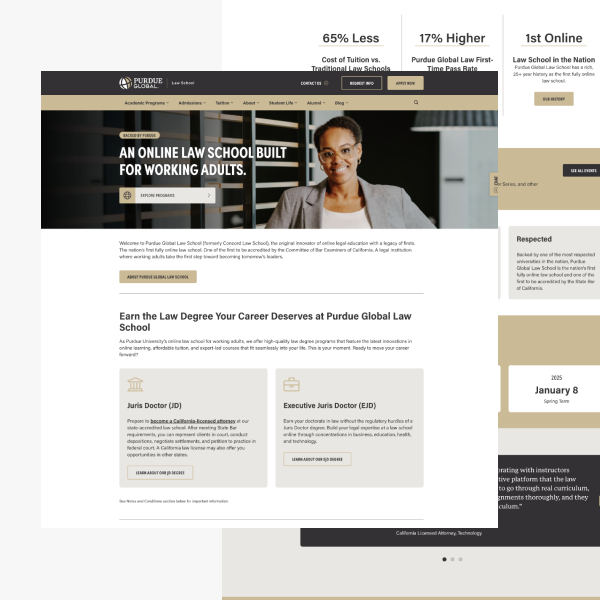 65% Less
17% Higher
1st Online
Cost of Tuition vs.
Traditional Law Schools
Purdue Global Law First-
Time Pass Rate
Law School in the Nation
Purdue Global Law School has a rich,
25+ year history as the first fully online
law school.
OUR HISTORY
PURDUE
GLOBAL.
Law School
CONTACT US
REQUEST INFO
APPLY NOW
Academic Programs
Admissions
Tuition
About
Student Life
Alumni
Blog
BACKED BY PURDUE
AN ONLINE LAW SCHOOL BUILT
FOR WORKING ADULTS.
EXPLORE PROGRAMS
SEE ALL EVENTS
er Series, and other
Welcome to Purdue Global Law School (formerly Concord Law School), the original innovator of online legal education with a legacy of firsts.
The nation's first fully online law school. One of the first to be accredited by the Committee of Bar Examiners of California. A legal institution
where working adults take the first step toward becoming tomorrow's leaders.
ABOUT PURDUE GLOBAL LAW SCHOOL
Respected
Backed by one of the most respected
universities in the nation, Purdue
Global Law School is the nation's first
fully online law school and one of the
first to be accredited by the State Bar
of California.
Earn the Law Degree Your Career Deserves at Purdue Global Law
School
As Purdue University's online law school for working adults, we offer high-quality law degree programs that feature the latest innovations in
online learning, affordable tuition, and expert-led courses that fit seamlessly into your life. This is your moment. Ready to move your career
forward?
Juris Doctor (JD)
Prepare to become a California-licensed attorney at our
state-accredited law school. After meeting State Bar
requirements, you can represent clients in court, conduct
depositions, negotiate settlements, and petition to practice in
federal court. A California law license may also offer you
opportunities in other states.
LEARN ABOUT OUR JD DEGREE
Executive Juris Doctor (EJD)
Earn your doctorate in law without the regulatory hurdles of a
Juris Doctor degree. Build your legal expertise at a law school
online through concentrations in business, education, health,
and technology.
LEARN ABOUT OUR EJD DEGREE
2025
January 8
Spring Term
See Notes and Conditions section below for important information.
orating with instructors
tive platform that the law
to go through real curriculum,
gnments thoroughly, and they
culum."
California Licensed Attorney, Technology